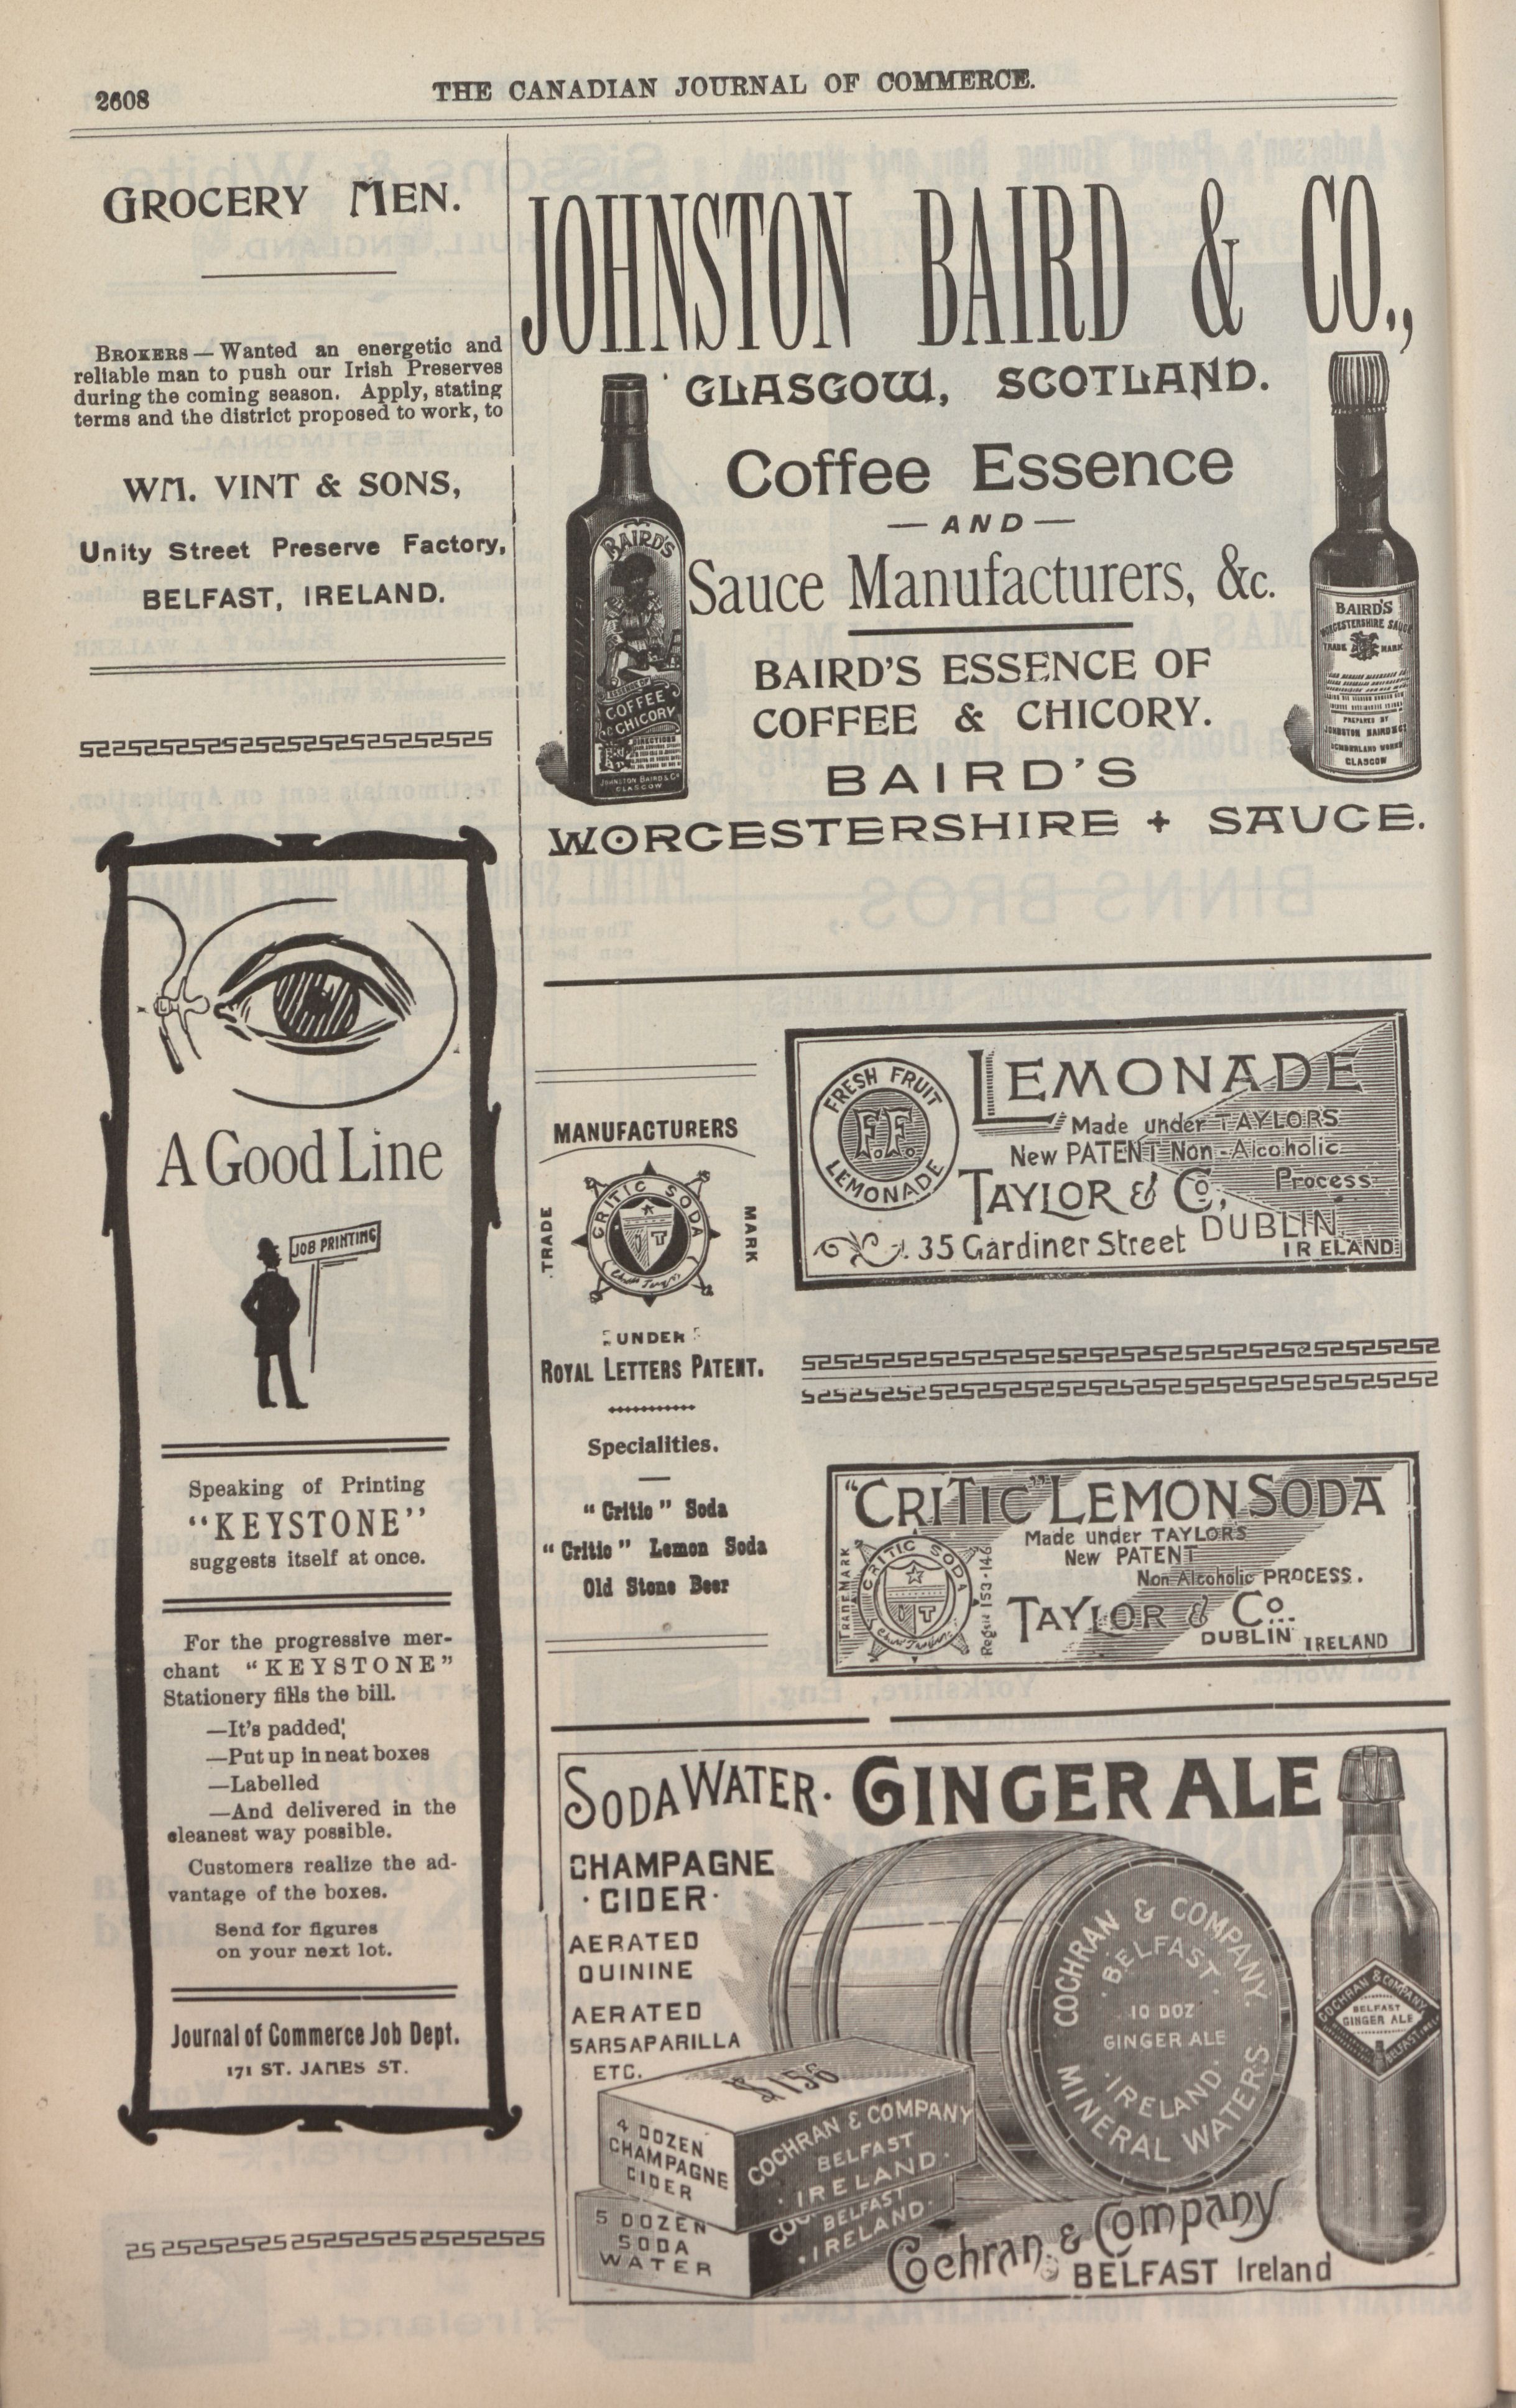 2608
THE CANADIAN JOURNAL OF COMMERCE.
GROCERY MEN.
BROKERS — Wanted an energetic and
reliable man to push our Irish Preserves
during the coming season. Apply, stating
terms and the district proposed to work, to
WM. VINT & SONS,
Unity Street Preserve Factory,
BELFAST, IRELAND.
A Good Line
JOB PRINTING
Speaking of Printing
"KEYSTONE"
suggests itself at once.
For the progressive mer-
chant "KEYSTONE"
Stationery fills the bill.
—It's padded;
—Put up in neat boxes
—Labelled
—And delivered in the
cleanest way possible.
Customers realize the ad-
vantage of the boxes.
Send for figures
on your next lot.
Journal of Commerce Job Dept.
171 ST. JAMES ST.
JOHNSTON BAIRD & CO.,
GLASGOW, SCOTLAND.
Coffee Essence
— AND —
Sauce Manufacturers, &c.
BAIRD'S ESSENCE OF
COFFEE & CHICORY.
BAIRD'S
WORCESTERSHIRE + SAUCE.
BAIRD'S
ESSENCE OF
COFFEE
& CHICORY
DIRECTIONS
JOHNSTON BAIRD & Co
GLASGOW
BAIRD'S
WORCESTERSHIRE SAUCE
TRADE MARK
PREPARED BY
JOHNSTON BAIRD & Co
SUNDERLAND WORKS
GLASGOW
MANUFACTURERS
TRADE MARK
CRITIC SODA
UNDER
ROYAL LETTERS PATENT.
Specialities.
"Critic" Soda
"Critic" Lemon Soda
Old Stone Beer
FRESH FRUIT
F.F.
LEMONADE
LEMONADE
Made under TAYLORS
New PATENT Non-Alcoholic
Process
TAYLOR & Co,
35 Gardiner Street DUBLIN
IRELAND
"CRITIC" LEMON SODA
Made under TAYLORS
New PATENT
Non Alcoholic PROCESS.
TRADE MARK
CRITIC SODA
TAYLOR & Co..
DUBLIN IRELAND
SODA WATER. GINGER ALE
CHAMPAGNE
· CIDER ·
AERATED
QUININE
AERATED
SARSAPARILLA
ETC.
COCHRAN & COMPANY.
· BELFAST ·
10 DOZ
GINGER ALE
· IRELAND ·
MINERAL WATERS
COCHRAN & COMPANY
BELFAST
GINGER ALE
BELFAST
4 DOZEN
CHAMPAGNE
CIDER
COCHRAN & COMPANY
BELFAST
· IRELAND ·
5 DOZEN
SODA
WATER
BELFAST
· IRELAND ·
Cochran & Company
BELFAST Ireland